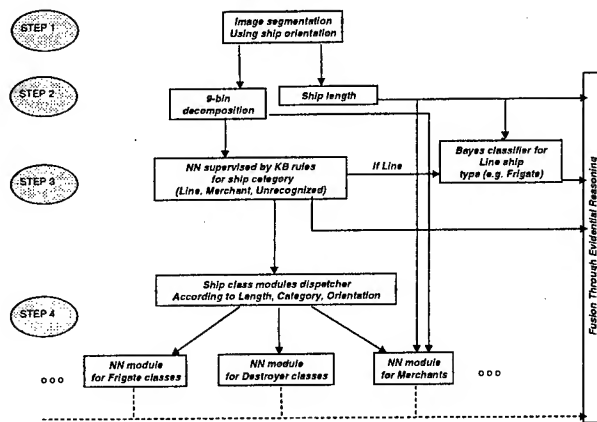 STEP 1
Image segmentation
Using ship orientation
STEP 2
9-bin
decomposition
Ship length
STEP 3
NN supervised by KB rules
for ship category
(Line, Merchant, Unrecognized)
If Line
Bayes classifier for
Line ship
type (e.g. Frigate)
Fusion Through Evidential Reasoning
Ship class modules dispatcher
According to Length, Category, Orientation
STEP 4
ooo
NN module
for Frigate classes
NN module
for Destroyer classes
NN module
for Merchants
ooo